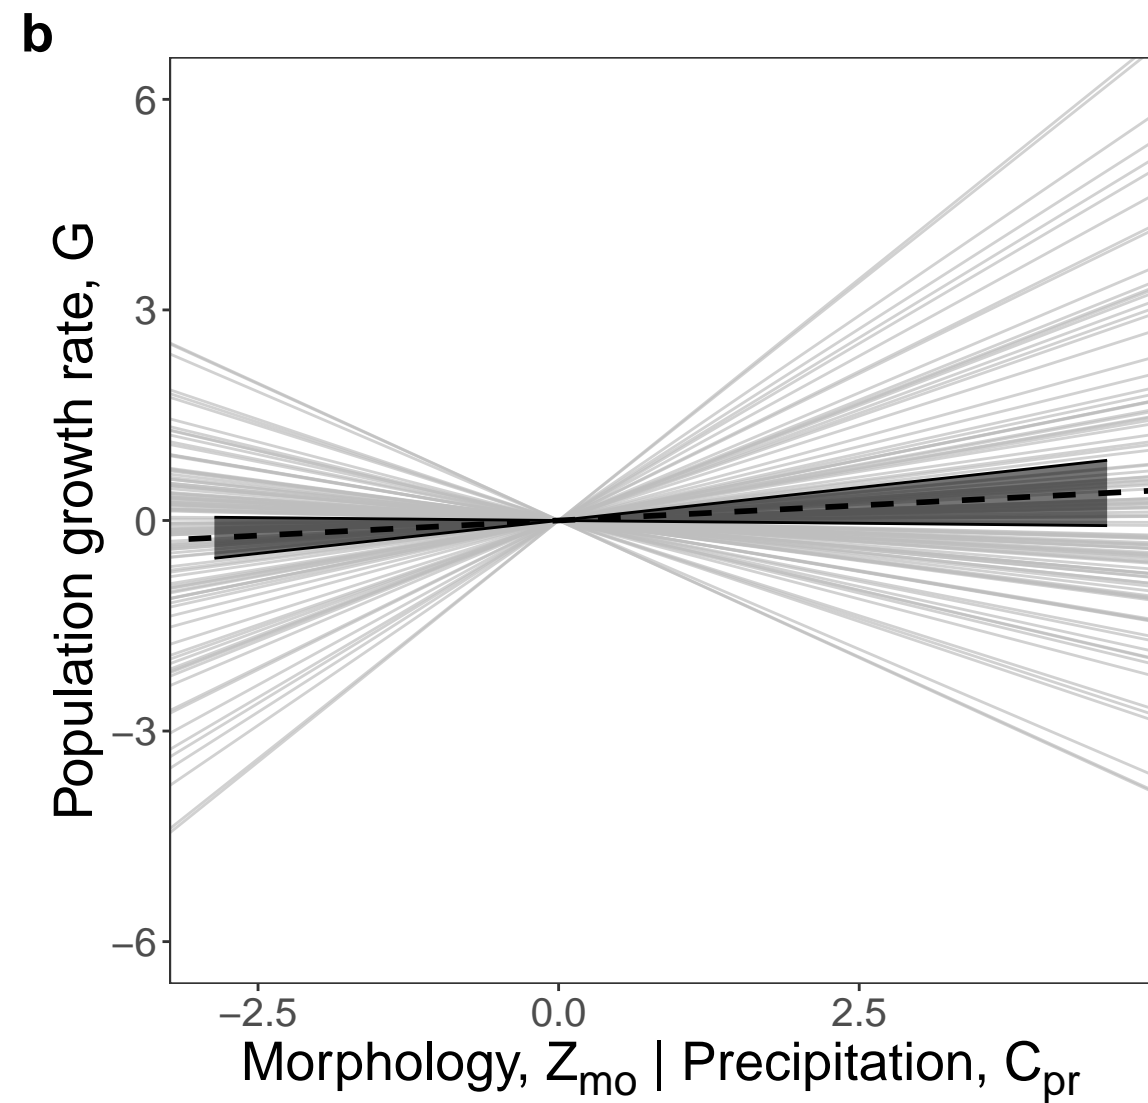 b
Population growth rate, G
6
3
0
−3
−6
−2.5 0.0 2.5
Morphology, Zmo | Precipitation, Cpr